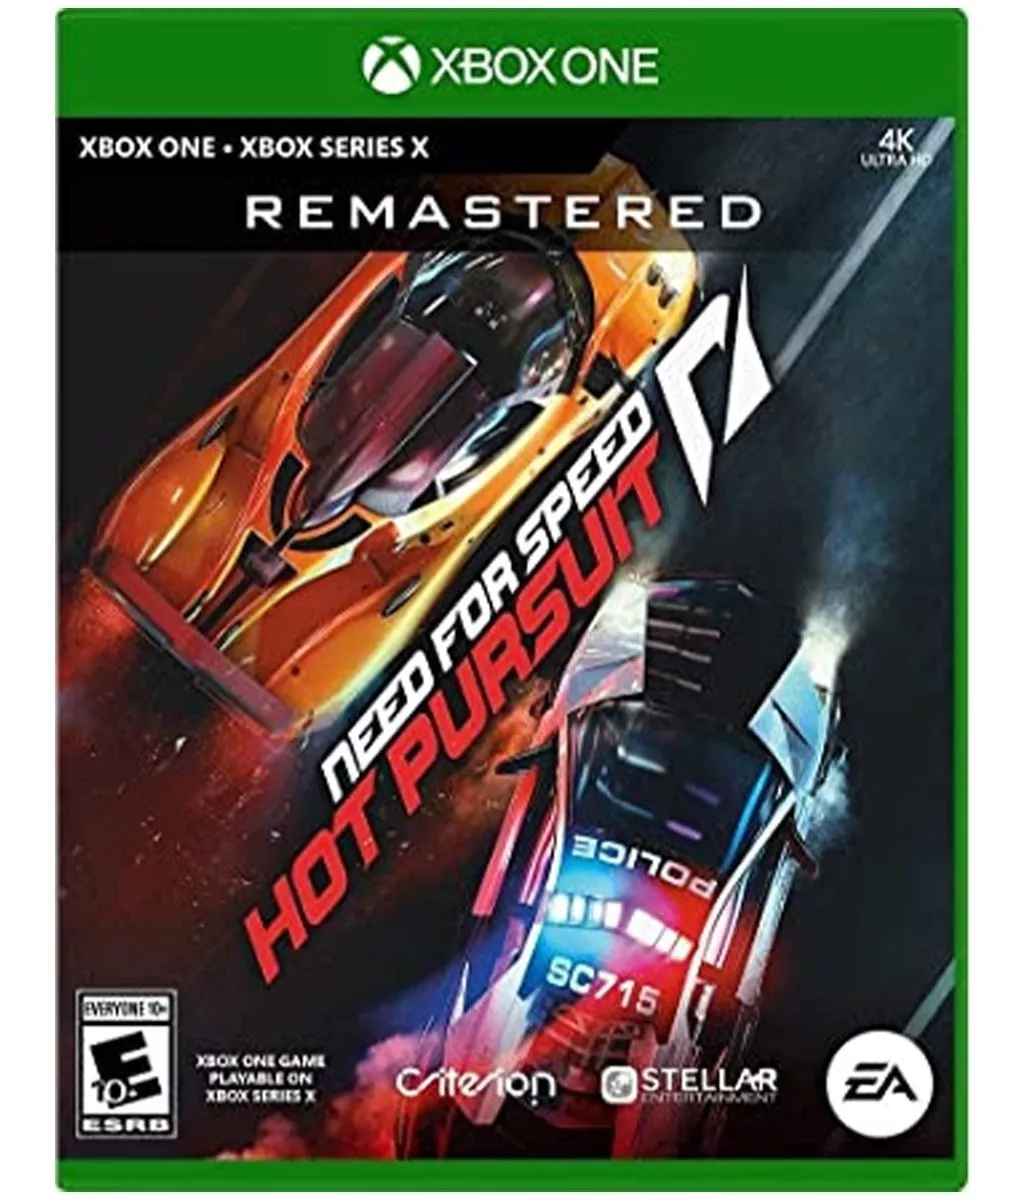 XBOX ONE
XBOX ONE • XBOX SERIES X
4K
ULTRA HD
REMASTERED
NEED FOR SPEED
HOT PURSUIT
POLICE
SC715
EVERYONE 10+
E
10+
ESRB
XBOX ONE GAME
PLAYABLE ON
XBOX SERIES X
Criterion
STELLAR
ENTERTAINMENT
EA